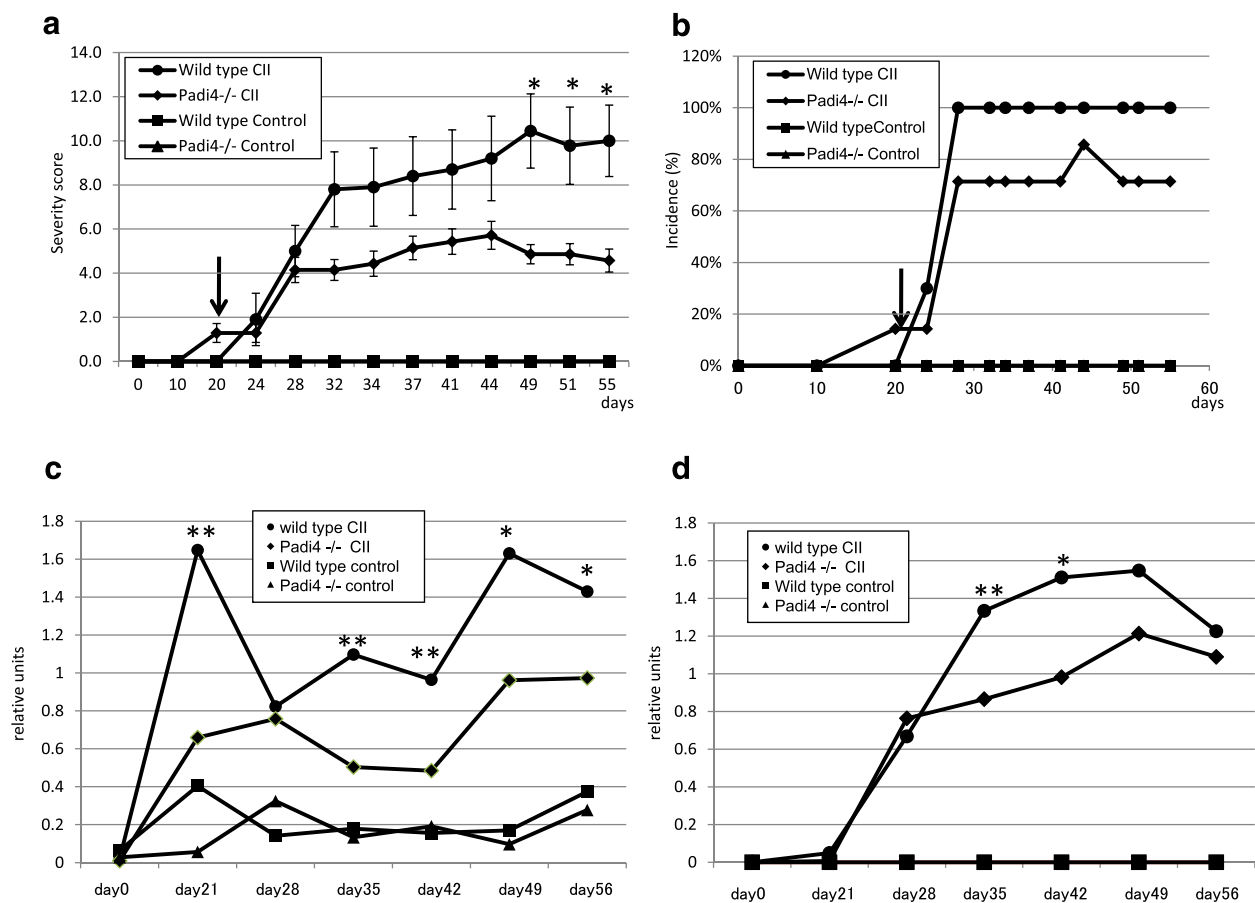 a
14.0
12.0
10.0
8.0
6.0
4.0
2.0
0.0
Severity score
Wild type CII
Padi4-/- CII
Wild type Control
Padi4-/- Control
* * *
0 10 20 24 28 32 34 37 41 44 49 51 55
days
b
120%
100%
80%
60%
40%
20%
0%
Incidence (%)
Wild type CII
Padi4-/- CII
Wild typeControl
Padi4-/- Control
0 10 20 30 40 50 60
days
c
1.8
1.6
1.4
1.2
1
0.8
0.6
0.4
0.2
0
relative units
wild type CII
Padi4 -/- CII
Wild type control
Padi4 -/- control
** ** ** * *
day0 day21 day28 day35 day42 day49 day56
d
1.8
1.6
1.4
1.2
1
0.8
0.6
0.4
0.2
0
relative units
wild type CII
Padi4 -/- CII
Wild type control
Padi4 -/- control
** *
day0 day21 day28 day35 day42 day49 day56